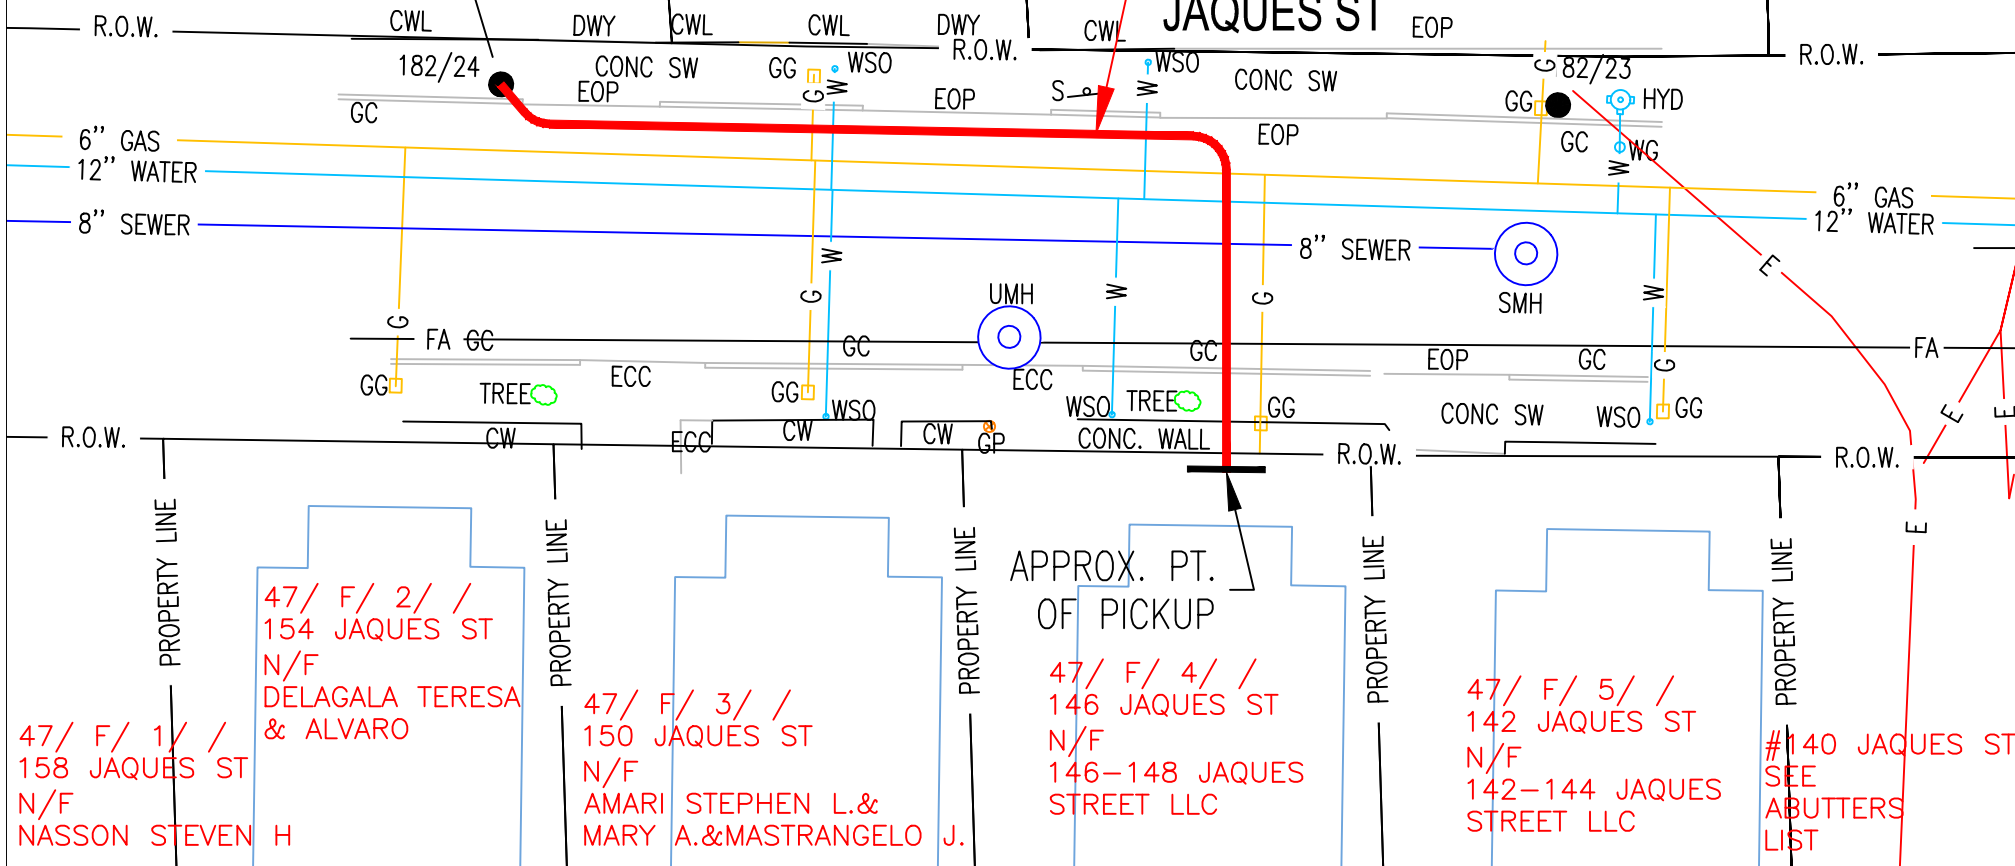 JAQUES ST
R.O.W.
CWL
DWY
CWL
CWL
DWY
R.O.W.
CWL
EOP
R.O.W.
182/24
CONC SW
GG
WSO
WSO
CONC SW
G
82/23
GC
EOP
G
W
EOP
S
W
EOP
GG
HYD
GC
WG
W
6" GAS
12" WATER
6" GAS
12" WATER
8" SEWER
8" SEWER
W
E
G
G
W
G
W
UMH
SMH
FA
GC
GC
GC
EOP
GC
G
FA
GG
TREE
ECC
GG
WSO
ECC
WSO
TREE
GG
CONC SW
WSO
GG
E
E
R.O.W.
CW
ECC
CW
CW
GP
CONC. WALL
R.O.W.
R.O.W.
E
PROPERTY LINE
PROPERTY LINE
PROPERTY LINE
PROPERTY LINE
PROPERTY LINE
APPROX. PT.
OF PICKUP
47/ F/ 1/ /
158 JAQUES ST
N/F
NASSON STEVEN H
47/ F/ 2/ /
154 JAQUES ST
N/F
DELAGALA TERESA
& ALVARO
47/ F/ 3/ /
150 JAQUES ST
N/F
AMARI STEPHEN L.&
MARY A.&MASTRANGELO J.
47/ F/ 4/ /
146 JAQUES ST
N/F
146-148 JAQUES
STREET LLC
47/ F/ 5/ /
142 JAQUES ST
N/F
142-144 JAQUES
STREET LLC
#140 JAQUES ST
SEE
ABUTTERS
LIST